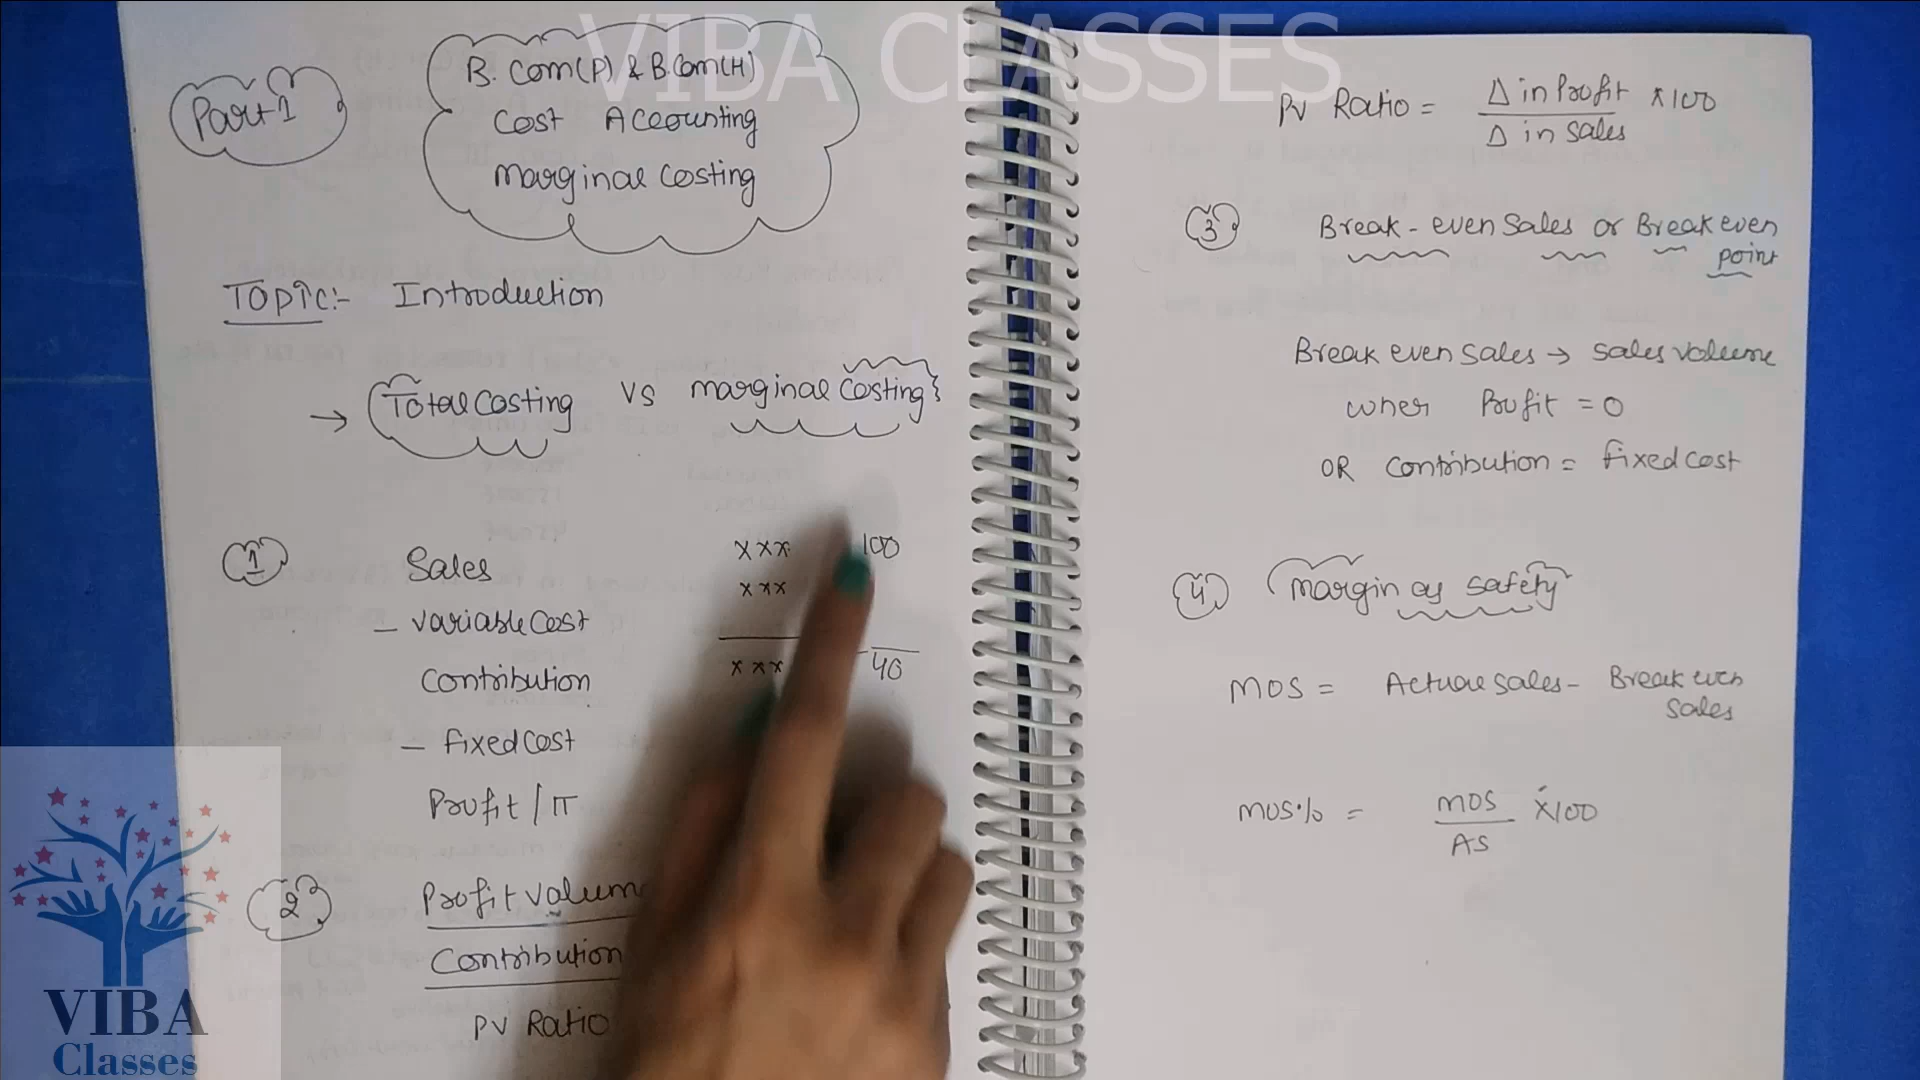 VIBA CLASSES
Part 1
B. Com(P) & B.Com(H)
Cost Accounting
Marginal Costing
TOPIC:- Introduction
→ Total Costing VS Marginal Costing
1 Sales xxx 100
- Variable Cost xxx
Contribution xxx 40
- Fixed Cost
Profit / π
2 Profit Volum
Contribution
PV Ratio
PV Ratio = Δ in Profit / Δ in Sales × 100
3 Break-even Sales or Break even
point
Break even Sales → Sales Volume
when Profit = 0
OR Contribution = Fixed Cost
4 Margin of Safety
MOS = Actual Sales - Break even
Sales
MOS% = MOS / AS × 100
VIBA
Classes